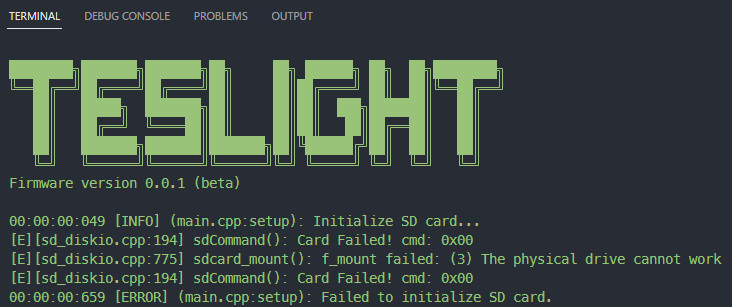 TERMINAL DEBUG CONSOLE PROBLEMS OUTPUT
TESLIGHT
Firmware version 0.0.1 (beta)
00:00:00:049 [INFO] (main.cpp:setup): Initialize SD card...
[E][sd_diskio.cpp:194] sdCommand(): Card Failed! cmd: 0x00
[E][sd_diskio.cpp:775] sdcard_mount(): f_mount failed: (3) The physical drive cannot work
[E][sd_diskio.cpp:194] sdCommand(): Card Failed! cmd: 0x00
00:00:00:659 [ERROR] (main.cpp:setup): Failed to initialize SD card.